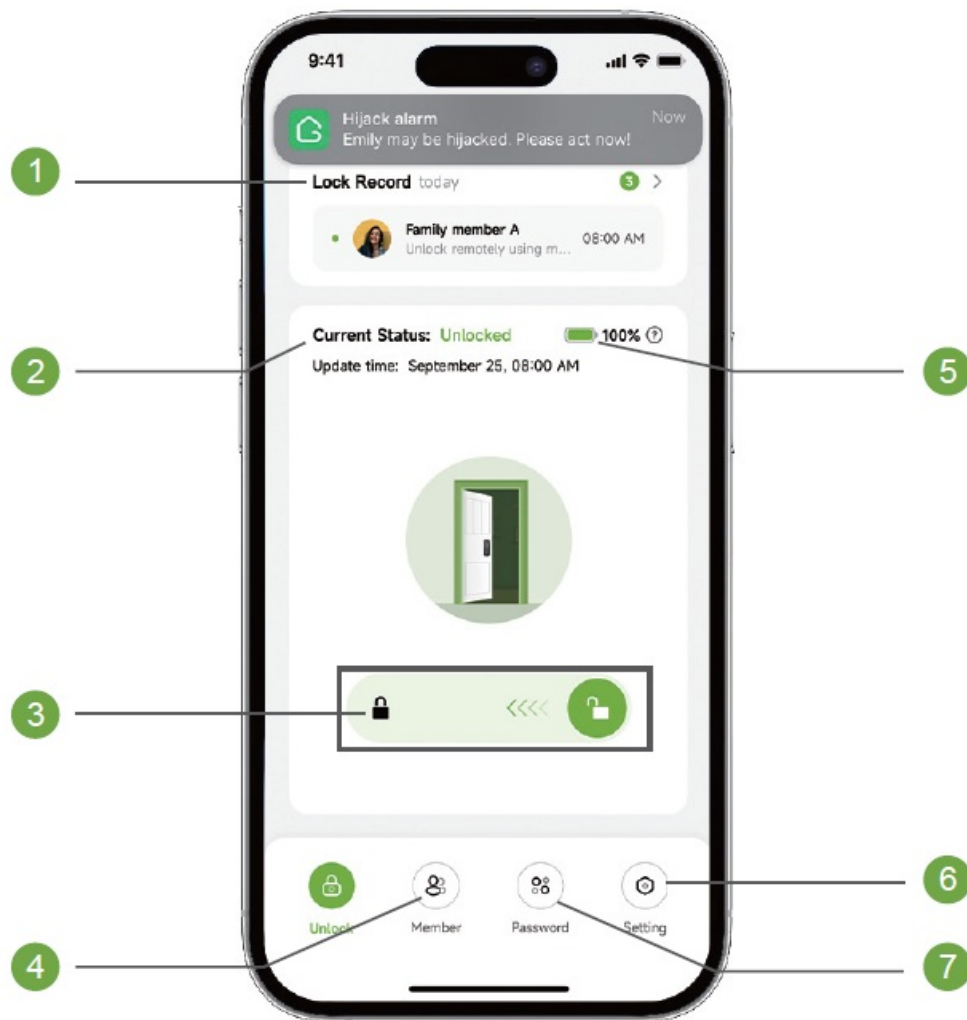 9:41
Hijack alarm
Now
Emily may be hijacked. Please act now!
1
Lock Record today
3
Family member A
Unlock remotely using m...
08:00 AM
Current Status: Unlocked
100%
?
2
5
Update time: September 25, 08:00 AM
3
6
Unlock
Member
Password
Setting
4
7